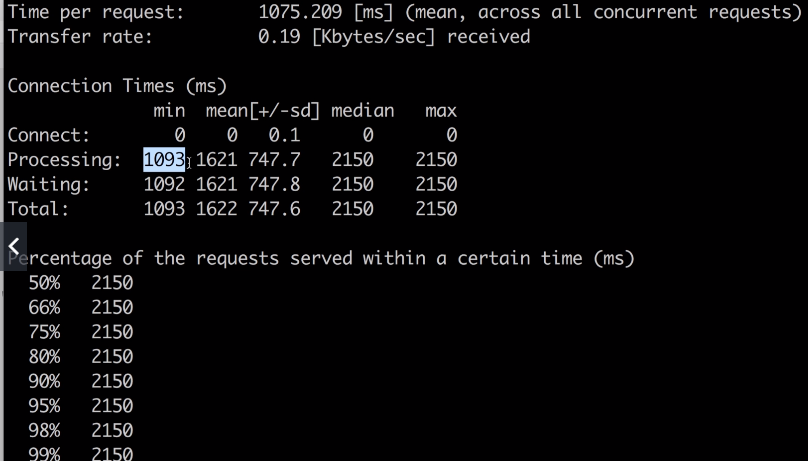 Time per request: 1075.209 [ms] (mean, across all concurrent requests)
Transfer rate: 0.19 [Kbytes/sec] received
Connection Times (ms)
min mean[+/-sd] median max
Connect: 0 0 0.1 0 0
Processing: 1093 1621 747.7 2150 2150
Waiting: 1092 1621 747.8 2150 2150
Total: 1093 1622 747.6 2150 2150
Percentage of the requests served within a certain time (ms)
50% 2150
66% 2150
75% 2150
80% 2150
90% 2150
95% 2150
98% 2150
99% 2150